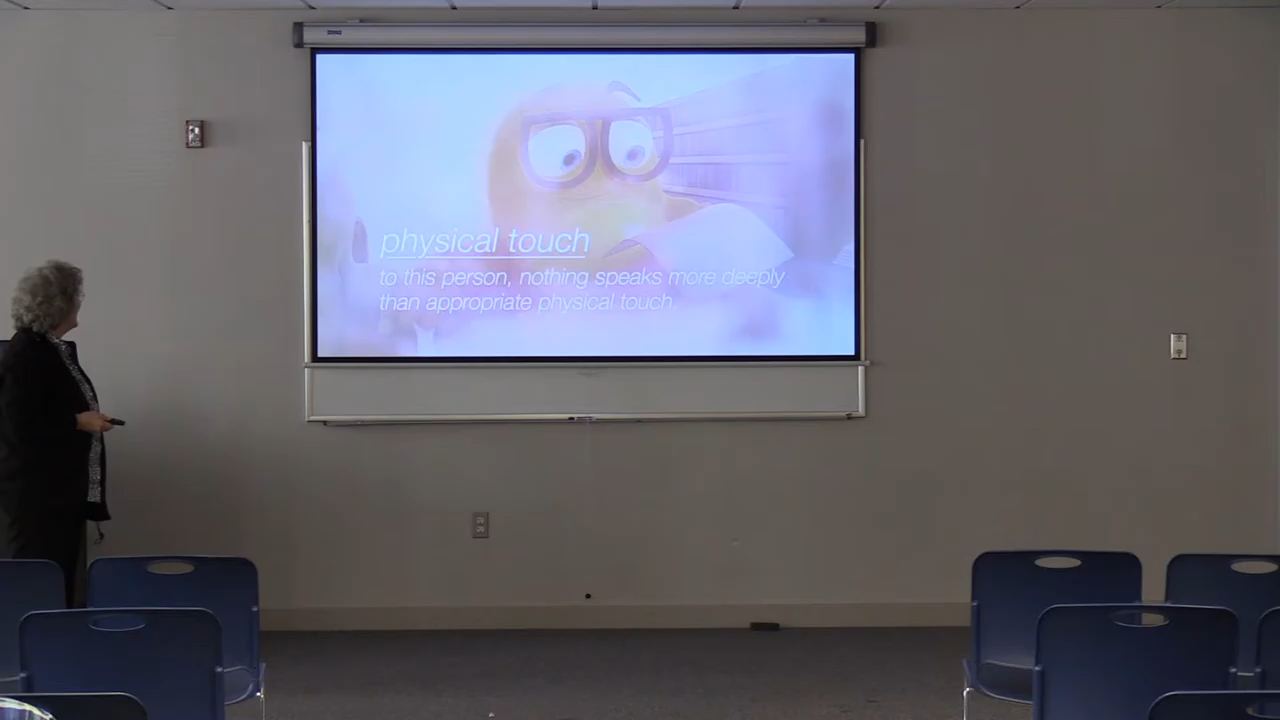 physical touch
to this person, nothing speaks more deeply
than appropriate physical touch.